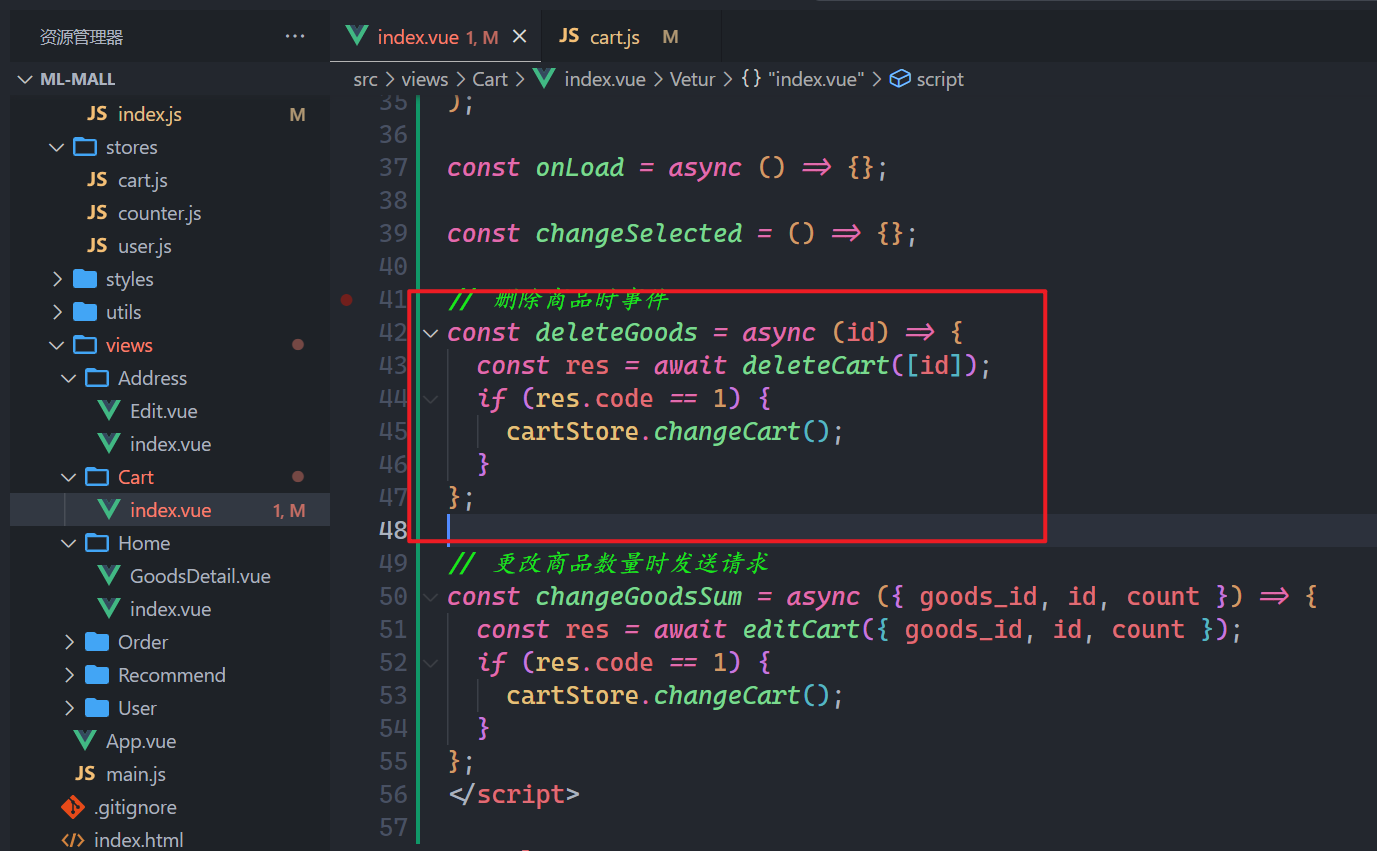 资源管理器
···
ML-MALL
JS index.js M
stores
JS cart.js
JS counter.js
JS user.js
styles
utils
views
Address
Edit.vue
index.vue
Cart
index.vue 1, M
Home
GoodsDetail.vue
index.vue
Order
Recommend
User
App.vue
JS main.js
.gitignore
index.html
index.vue 1, M
JS cart.js M
src > views > Cart > index.vue > Vetur > {} "index.vue" > script
35 );
36
37 const onLoad = async () => {};
38
39 const changeSelected = () => {};
40
41 // 删除商品时事件
42 const deleteGoods = async (id) => {
43 const res = await deleteCart([id]);
44 if (res.code == 1) {
45 cartStore.changeCart();
46 }
47 };
48
49 // 更改商品数量时发送请求
50 const changeGoodsSum = async ({ goods_id, id, count }) => {
51 const res = await editCart({ goods_id, id, count });
52 if (res.code == 1) {
53 cartStore.changeCart();
54 }
55 };
56 </script>
57